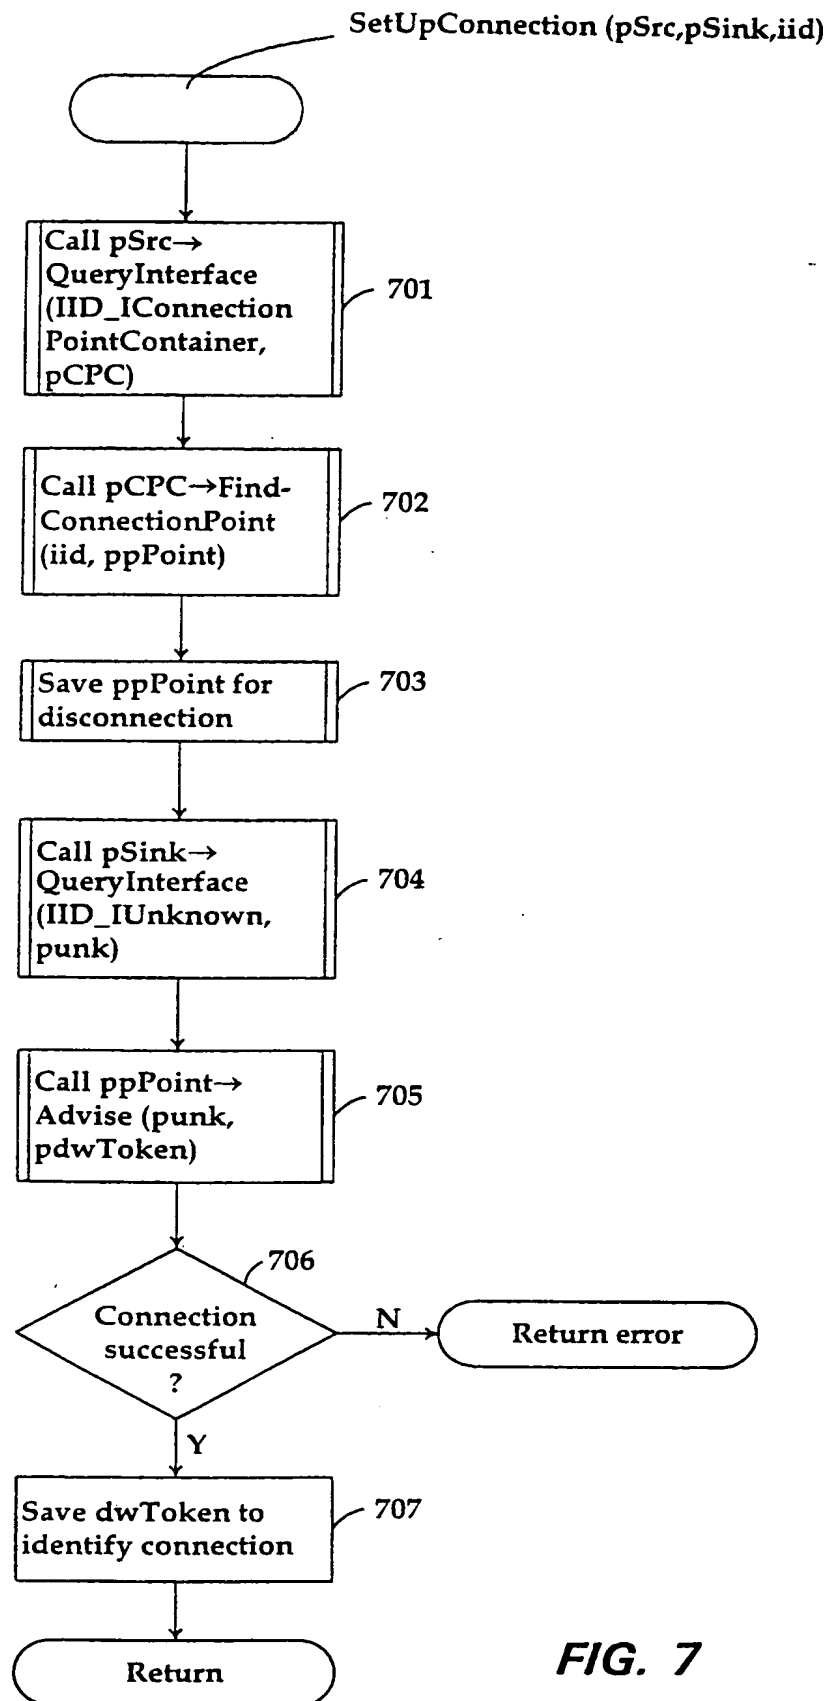 SetUpConnection (pSrc,pSink,iid)
Call pSrc→
QueryInterface
(IID_IConnection
PointContainer,
pCPC)
701
Call pCPC→Find-
ConnectionPoint
(iid, ppPoint)
702
Save ppPoint for
disconnection
703
Call pSink→
QueryInterface
(IID_IUnknown,
punk)
704
Call ppPoint→
Advise (punk,
pdwToken)
705
706
Connection
successful
?
N
Return error
Y
Save dwToken to
identify connection
707
Return
FIG. 7